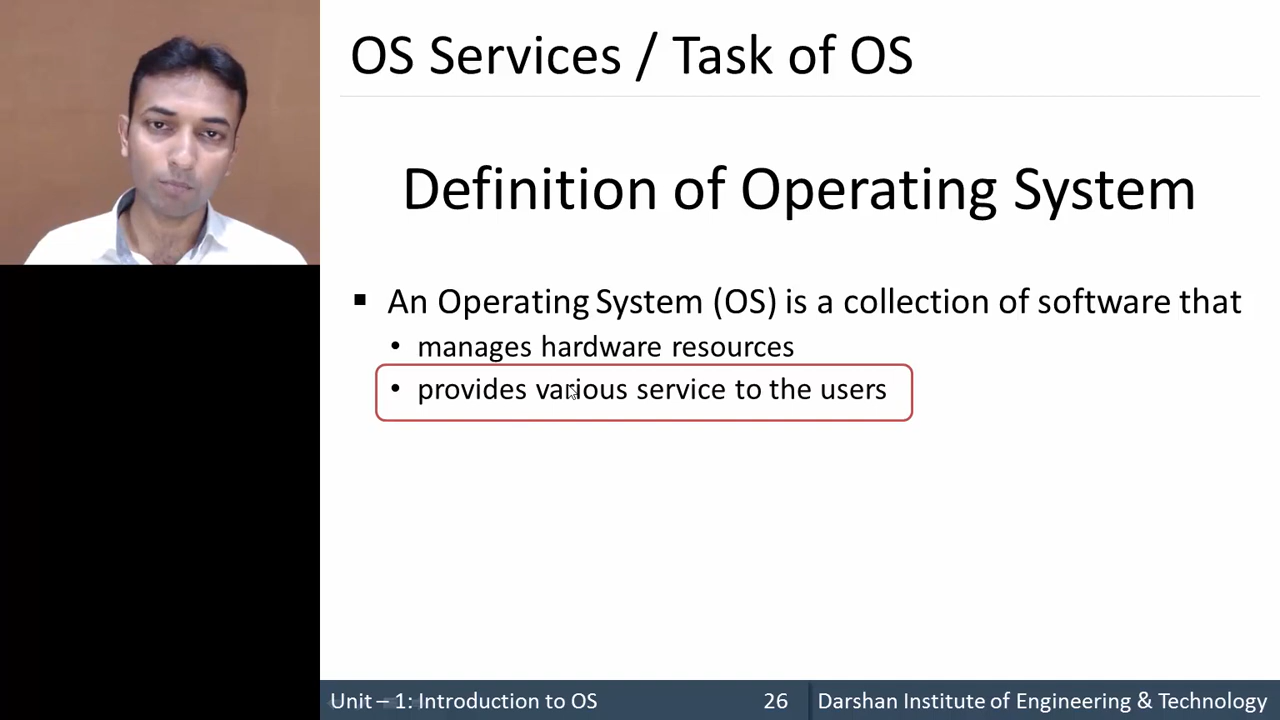 OS Services / Task of OS
Definition of Operating System
▪ An Operating System (OS) is a collection of software that
• manages hardware resources
• provides various service to the users
Unit – 1: Introduction to OS 26 Darshan Institute of Engineering & Technology